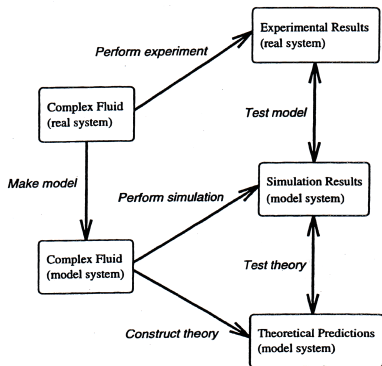 Experimental Results
(real system)
Perform experiment
Complex Fluid
(real system)
Test model
Make model
Perform simulation
Simulation Results
(model system)
Complex Fluid
(model system)
Test theory
Construct theory
Theoretical Predictions
(model system)